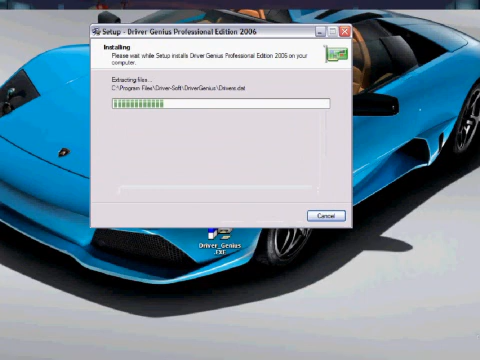 Setup - Driver Genius Professional Edition 2006
Installing
Please wait while Setup installs Driver Genius Professional Edition 2006 on your
computer.
Extracting files...
C:\Program Files\Driver-Soft\DriverGenius\Drivers.dat
Cancel
Driver_Genius